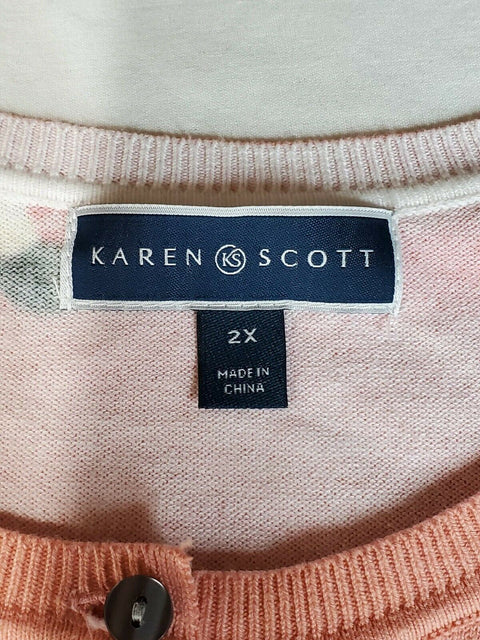 KAREN KS SCOTT
2X
MADE IN
CHINA